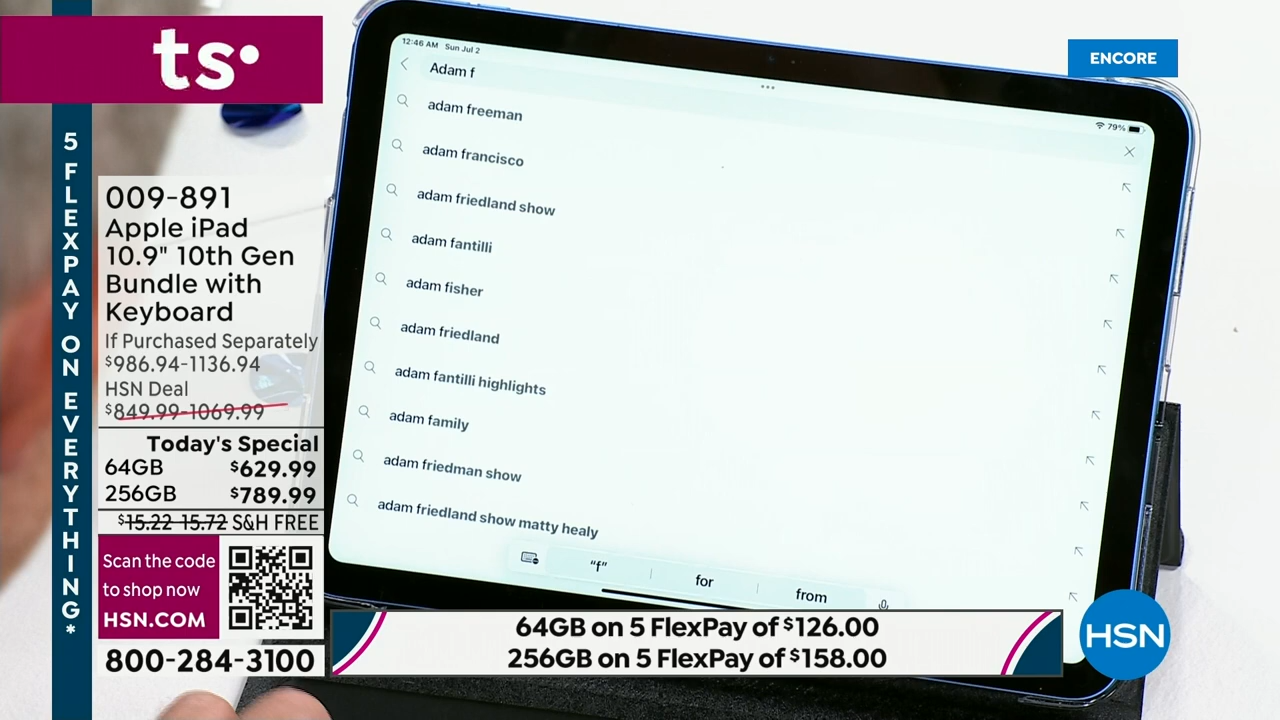 ts.
ENCORE
5 FLEXPAY ON EVERYTHING*
009-891
Apple iPad
10.9" 10th Gen
Bundle with
Keyboard
If Purchased Separately
$986.94-1136.94
HSN Deal
$849.99-1069.99
Today's Special
64GB $629.99
256GB $789.99
$15.22-15.72 S&H FREE
Scan the code
to shop now
HSN.COM
800-284-3100
12:46 AM Sun Jul 2
79%
Adam f
adam freeman
adam francisco
adam friedland show
adam fantilli
adam fisher
adam friedland
adam fantilli highlights
adam family
adam friedman show
adam friedland show matty healy
"f" for from
64GB on 5 FlexPay of $126.00
256GB on 5 FlexPay of $158.00
HSN